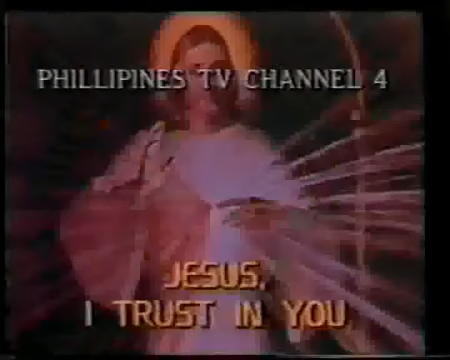 PHILLIPINES TV CHANNEL 4
JESUS,
I TRUST IN YOU